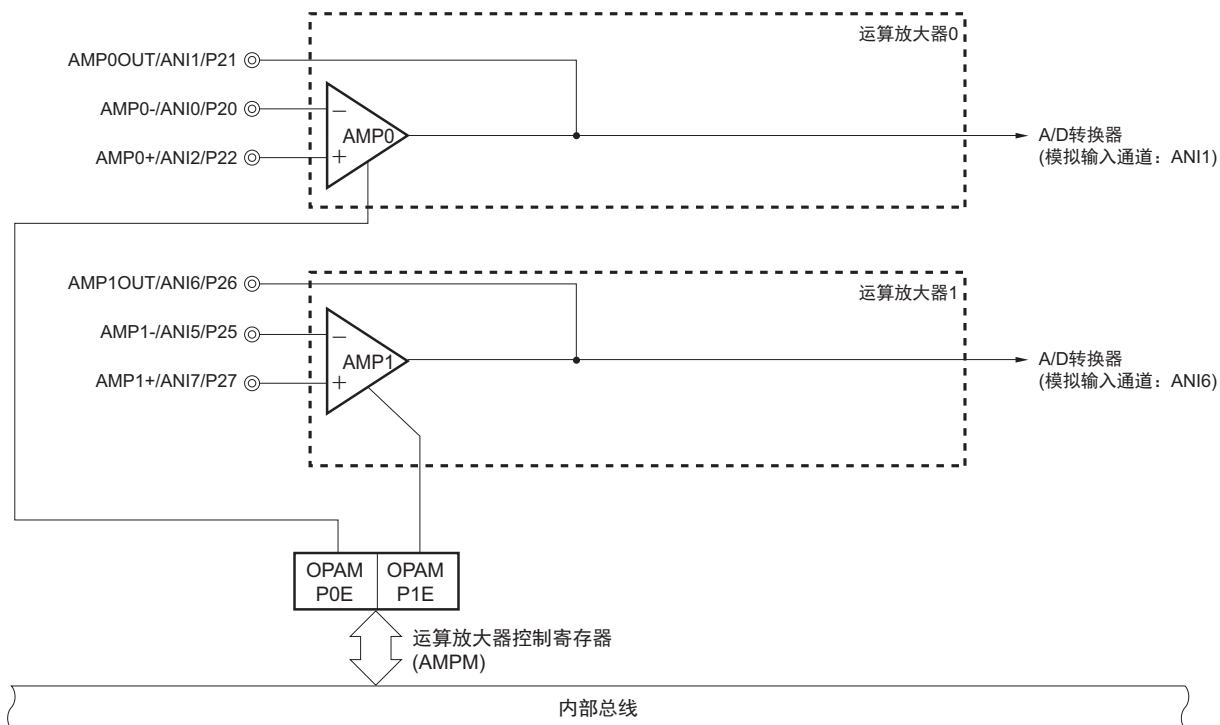 运算放大器0
AMP0OUT/ANI1/P21
AMP0-/ANI0/P20
AMP0+/ANI2/P22
−
AMP0
+
A/D转换器
(模拟输入通道：ANI1)
运算放大器1
AMP1OUT/ANI6/P26
AMP1-/ANI5/P25
AMP1+/ANI7/P27
−
AMP1
+
A/D转换器
(模拟输入通道：ANI6)
OPAM
P0E
OPAM
P1E
运算放大器控制寄存器
(AMPM)
内部总线